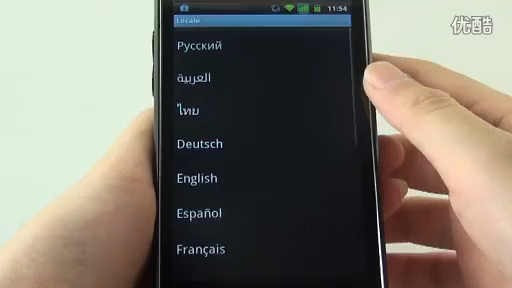 优酷
11:54
Locale
Русский
العربية
ไทย
Deutsch
English
Español
Français